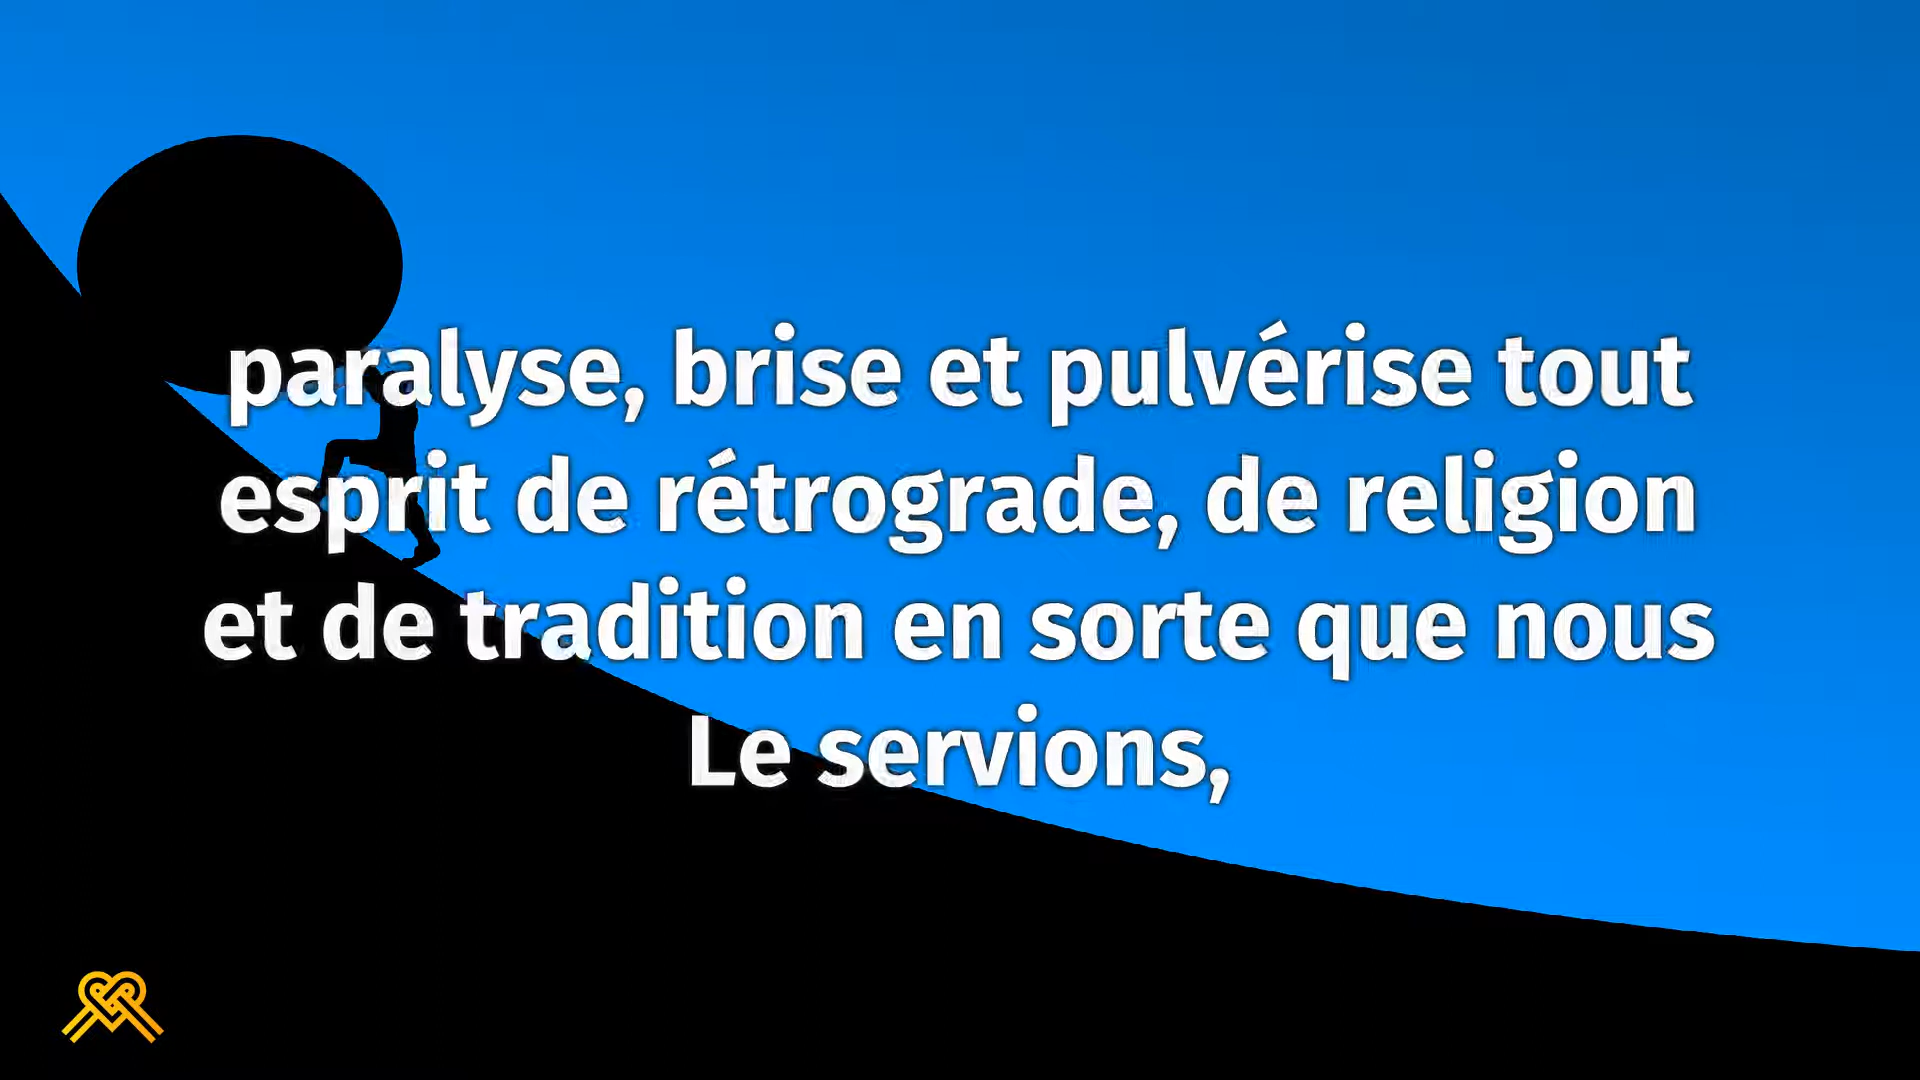 paralyse, brise et pulvérise tout
esprit de rétrograde, de religion
et de tradition en sorte que nous
Le servions,